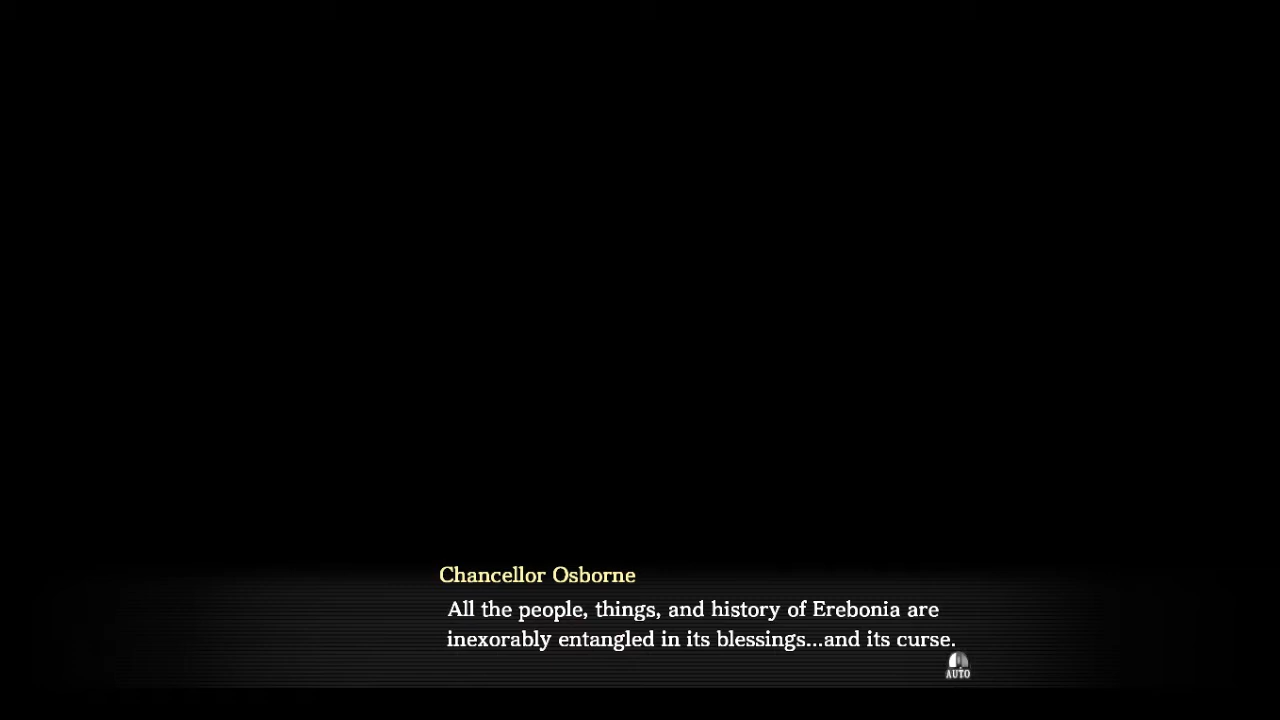 Chancellor Osborne
All the people, things, and history of Erebonia are
inexorably entangled in its blessings...and its curse.
AUTO